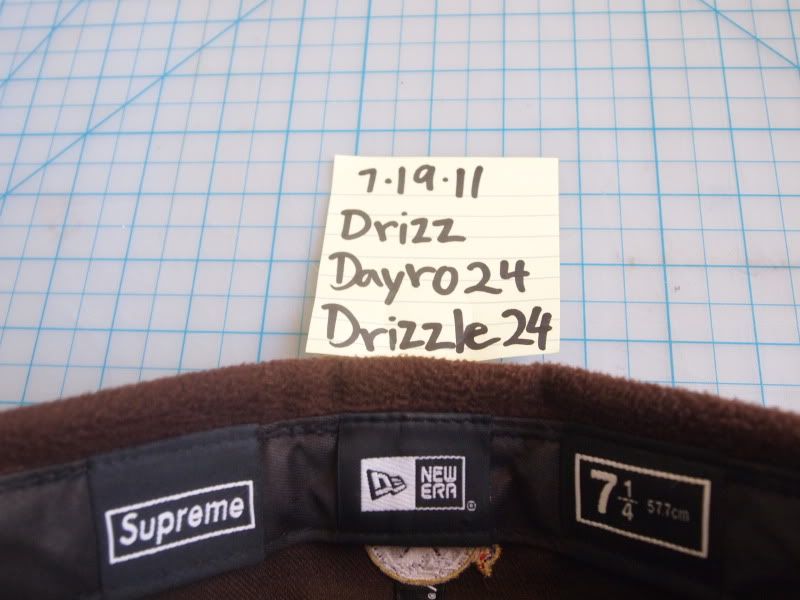 7·19·11
Drizz
Dayro24
Drizzle24
Supreme
NEW ERA
7 1/4 57.7cm